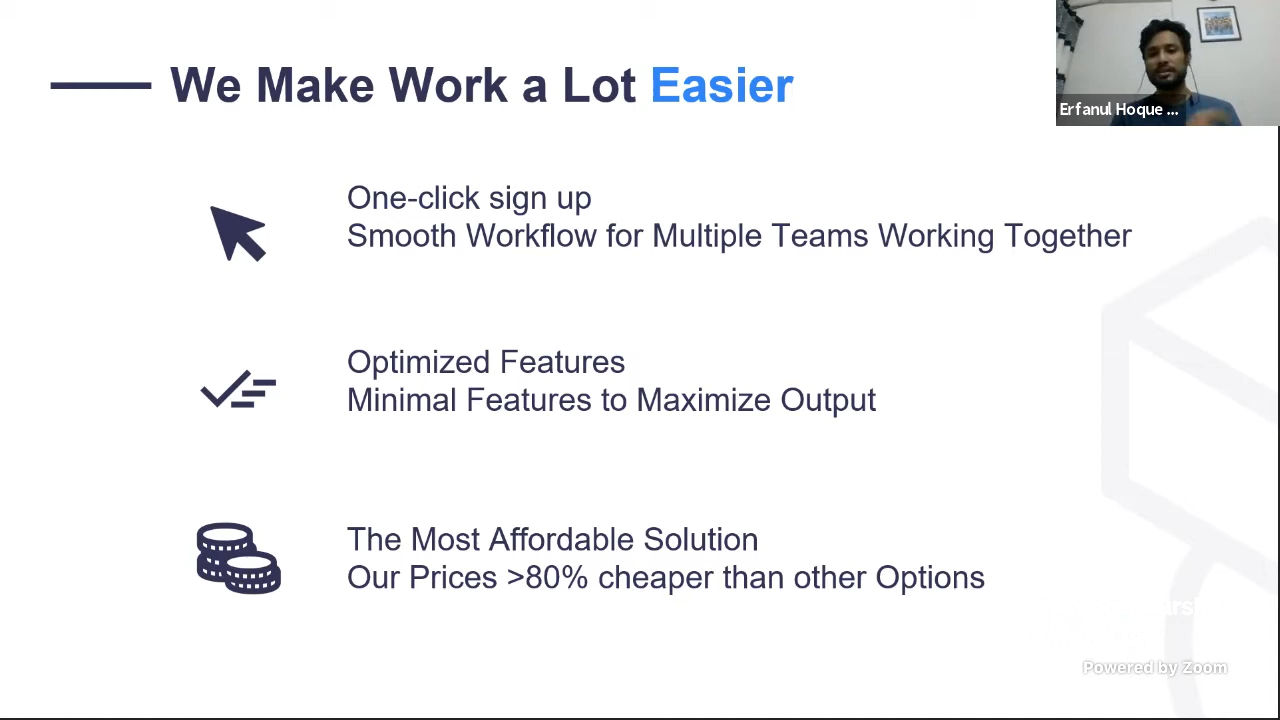 We Make Work a Lot Easier
Erfanul Hoque ...
One-click sign up
Smooth Workflow for Multiple Teams Working Together
Optimized Features
Minimal Features to Maximize Output
The Most Affordable Solution
Our Prices >80% cheaper than other Options
Powered by Zoom